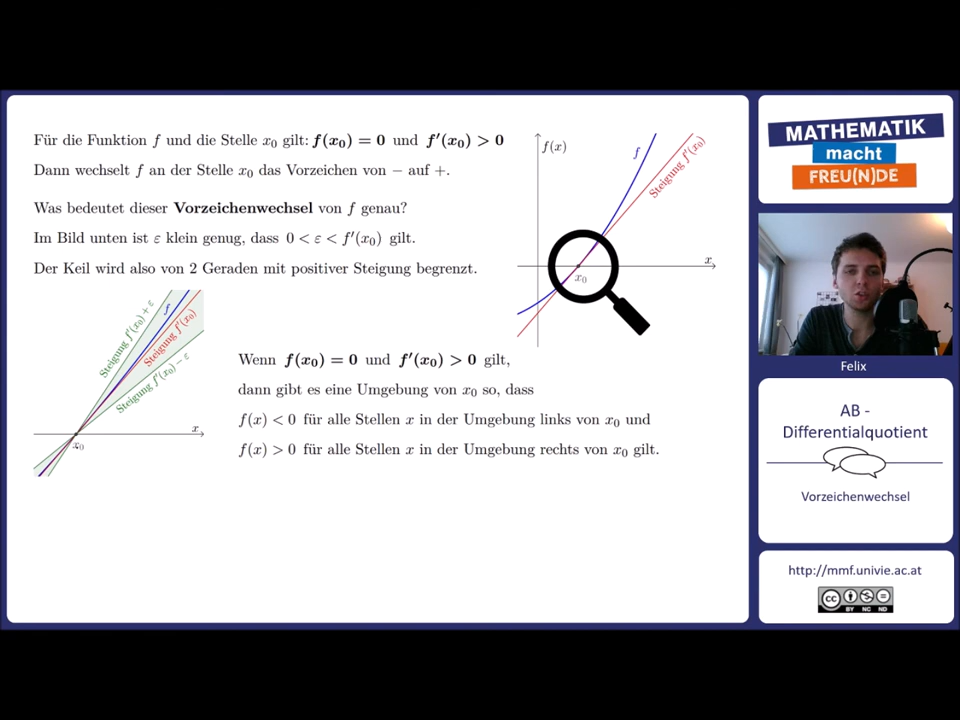 Für die Funktion f und die Stelle x₀ gilt: f(x₀) = 0 und f′(x₀) > 0
Dann wechselt f an der Stelle x₀ das Vorzeichen von − auf +.
Was bedeutet dieser Vorzeichenwechsel von f genau?
Im Bild unten ist ε klein genug, dass 0 < ε < f′(x₀) gilt.
Der Keil wird also von 2 Geraden mit positiver Steigung begrenzt.
f(x)
f
Steigung f′(x₀)
x
x₀
Steigung f′(x₀) + ε
f
Steigung f′(x₀)
Steigung f′(x₀) − ε
x
x₀
Wenn f(x₀) = 0 und f′(x₀) > 0 gilt,
dann gibt es eine Umgebung von x₀ so, dass
f(x) < 0 für alle Stellen x in der Umgebung links von x₀ und
f(x) > 0 für alle Stellen x in der Umgebung rechts von x₀ gilt.
MATHEMATIK
macht
FREU(N)DE
Felix
AB -
Differentialquotient
Vorzeichenwechsel
http://mmf.univie.ac.at
cc
BY NC ND